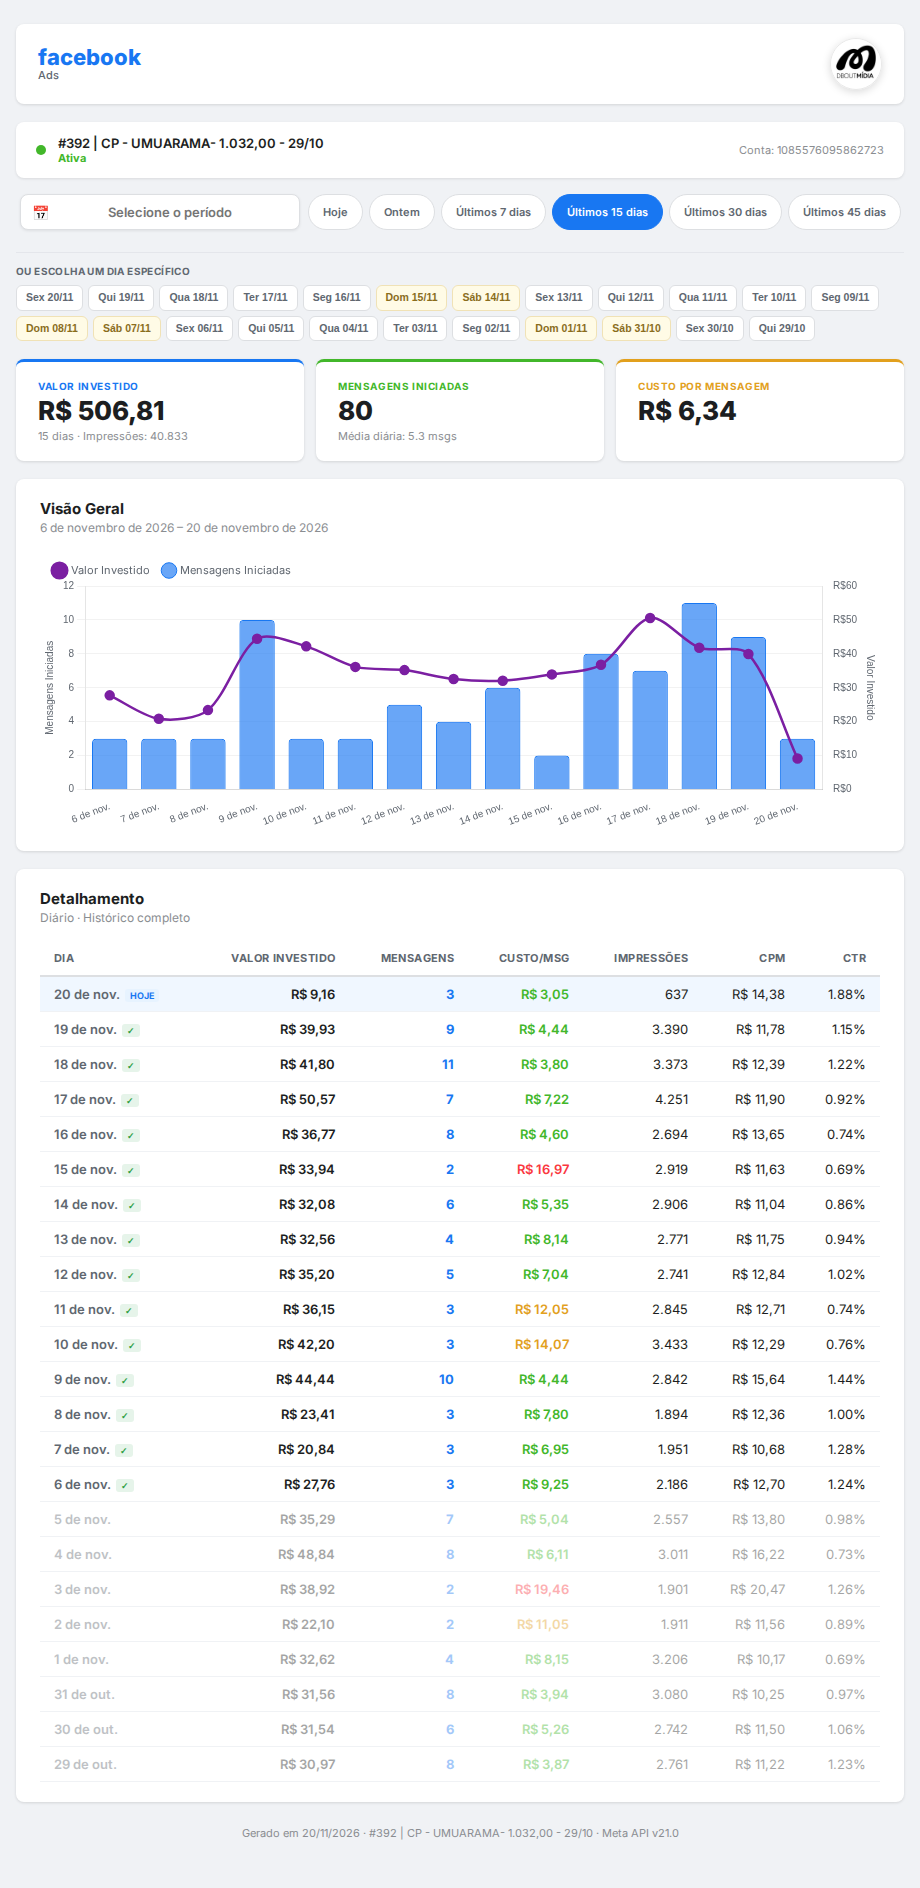 facebook
Ads
DBOUTMÍDIA
#392 | CP - UMUARAMA- 1.032,00 - 29/10
Ativa
Conta: 1085576095862723
Selecione o período
Hoje
Ontem
Últimos 7 dias
Últimos 15 dias
Últimos 30 dias
Últimos 45 dias
OU ESCOLHA UM DIA ESPECÍFICO
Sex 20/11 Qui 19/11 Qua 18/11 Ter 17/11 Seg 16/11 Dom 15/11 Sáb 14/11 Sex 13/11 Qui 12/11 Qua 11/11 Ter 10/11 Seg 09/11
Dom 08/11 Sáb 07/11 Sex 06/11 Qui 05/11 Qua 04/11 Ter 03/11 Seg 02/11 Dom 01/11 Sáb 31/10 Sex 30/10 Qui 29/10
VALOR INVESTIDO
R$ 506,81
15 dias · Impressões: 40.833
MENSAGENS INICIADAS
80
Média diária: 5.3 msgs
CUSTO POR MENSAGEM
R$ 6,34
Visão Geral
6 de novembro de 2026 – 20 de novembro de 2026
Valor Investido Mensagens Iniciadas
12 R$60
10 R$50
8 R$40
6 R$30
4 R$20
2 R$10
0 R$0
Mensagens Iniciadas
Valor Investido
6 de nov. 7 de nov. 8 de nov. 9 de nov. 10 de nov. 11 de nov. 12 de nov. 13 de nov. 14 de nov. 15 de nov. 16 de nov. 17 de nov. 18 de nov. 19 de nov. 20 de nov.
Detalhamento
Diário · Histórico completo
DIA VALOR INVESTIDO MENSAGENS CUSTO/MSG IMPRESSÕES CPM CTR
20 de nov. HOJE R$ 9,16 3 R$ 3,05 637 R$ 14,38 1.88%
19 de nov. ✓ R$ 39,93 9 R$ 4,44 3.390 R$ 11,78 1.15%
18 de nov. ✓ R$ 41,80 11 R$ 3,80 3.373 R$ 12,39 1.22%
17 de nov. ✓ R$ 50,57 7 R$ 7,22 4.251 R$ 11,90 0.92%
16 de nov. ✓ R$ 36,77 8 R$ 4,60 2.694 R$ 13,65 0.74%
15 de nov. ✓ R$ 33,94 2 R$ 16,97 2.919 R$ 11,63 0.69%
14 de nov. ✓ R$ 32,08 6 R$ 5,35 2.906 R$ 11,04 0.86%
13 de nov. ✓ R$ 32,56 4 R$ 8,14 2.771 R$ 11,75 0.94%
12 de nov. ✓ R$ 35,20 5 R$ 7,04 2.741 R$ 12,84 1.02%
11 de nov. ✓ R$ 36,15 3 R$ 12,05 2.845 R$ 12,71 0.74%
10 de nov. ✓ R$ 42,20 3 R$ 14,07 3.433 R$ 12,29 0.76%
9 de nov. ✓ R$ 44,44 10 R$ 4,44 2.842 R$ 15,64 1.44%
8 de nov. ✓ R$ 23,41 3 R$ 7,80 1.894 R$ 12,36 1.00%
7 de nov. ✓ R$ 20,84 3 R$ 6,95 1.951 R$ 10,68 1.28%
6 de nov. ✓ R$ 27,76 3 R$ 9,25 2.186 R$ 12,70 1.24%
5 de nov. R$ 35,29 7 R$ 5,04 2.557 R$ 13,80 0.98%
4 de nov. R$ 48,84 8 R$ 6,11 3.011 R$ 16,22 0.73%
3 de nov. R$ 38,92 2 R$ 19,46 1.901 R$ 20,47 1.26%
2 de nov. R$ 22,10 2 R$ 11,05 1.911 R$ 11,56 0.89%
1 de nov. R$ 32,62 4 R$ 8,15 3.206 R$ 10,17 0.69%
31 de out. R$ 31,56 8 R$ 3,94 3.080 R$ 10,25 0.97%
30 de out. R$ 31,54 6 R$ 5,26 2.742 R$ 11,50 1.06%
29 de out. R$ 30,97 8 R$ 3,87 2.761 R$ 11,22 1.23%
Gerado em 20/11/2026 · #392 | CP - UMUARAMA- 1.032,00 - 29/10 · Meta API v21.0